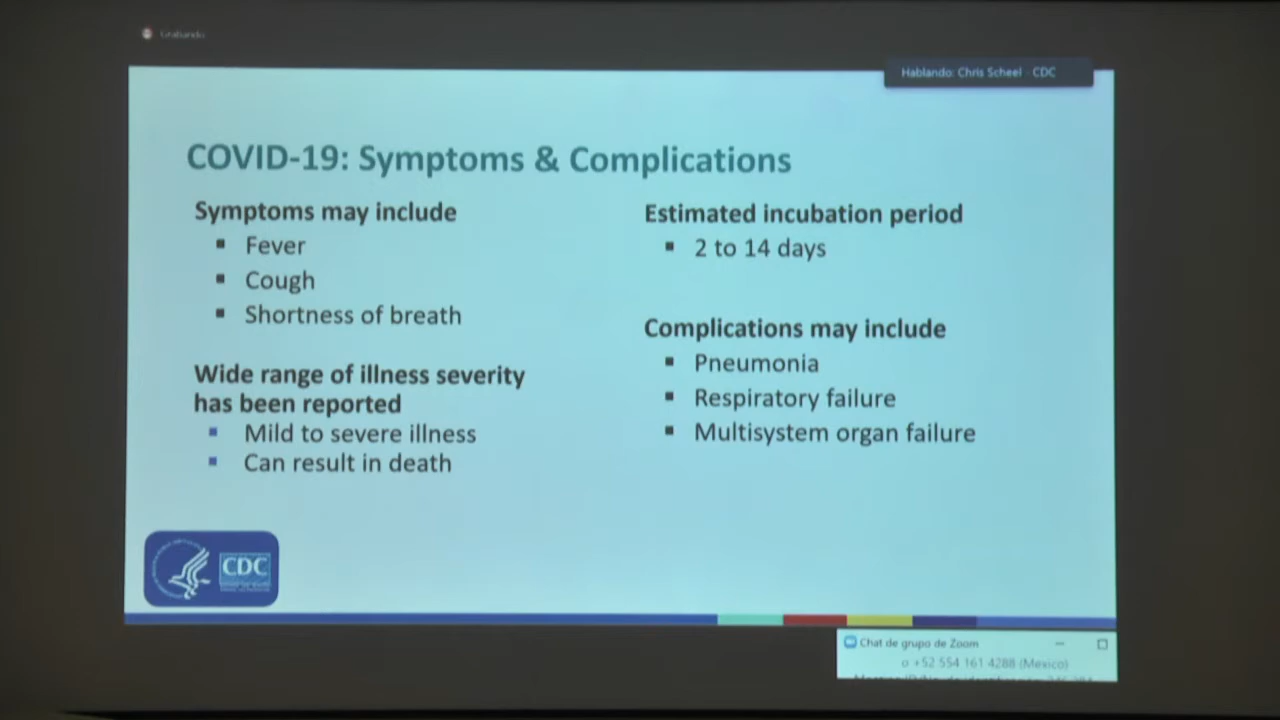 Grabando
Hablando: Chris Scheel - CDC
COVID-19: Symptoms & Complications
Symptoms may include
▪ Fever
▪ Cough
▪ Shortness of breath
Wide range of illness severity
has been reported
▪ Mild to severe illness
▪ Can result in death
Estimated incubation period
▪ 2 to 14 days
Complications may include
▪ Pneumonia
▪ Respiratory failure
▪ Multisystem organ failure
CDC
Chat de grupo de Zoom
o +52 554 161 4288 (Mexico)